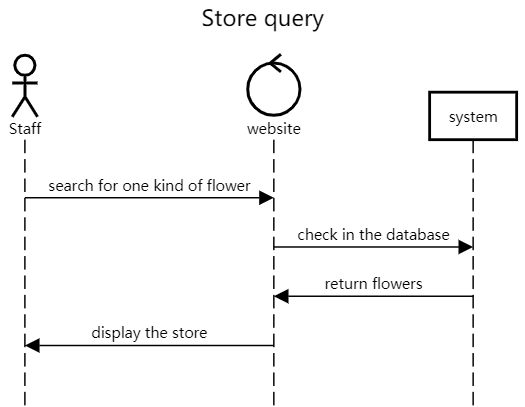 Store query
Staff
website
system
search for one kind of flower
check in the database
return flowers
display the store